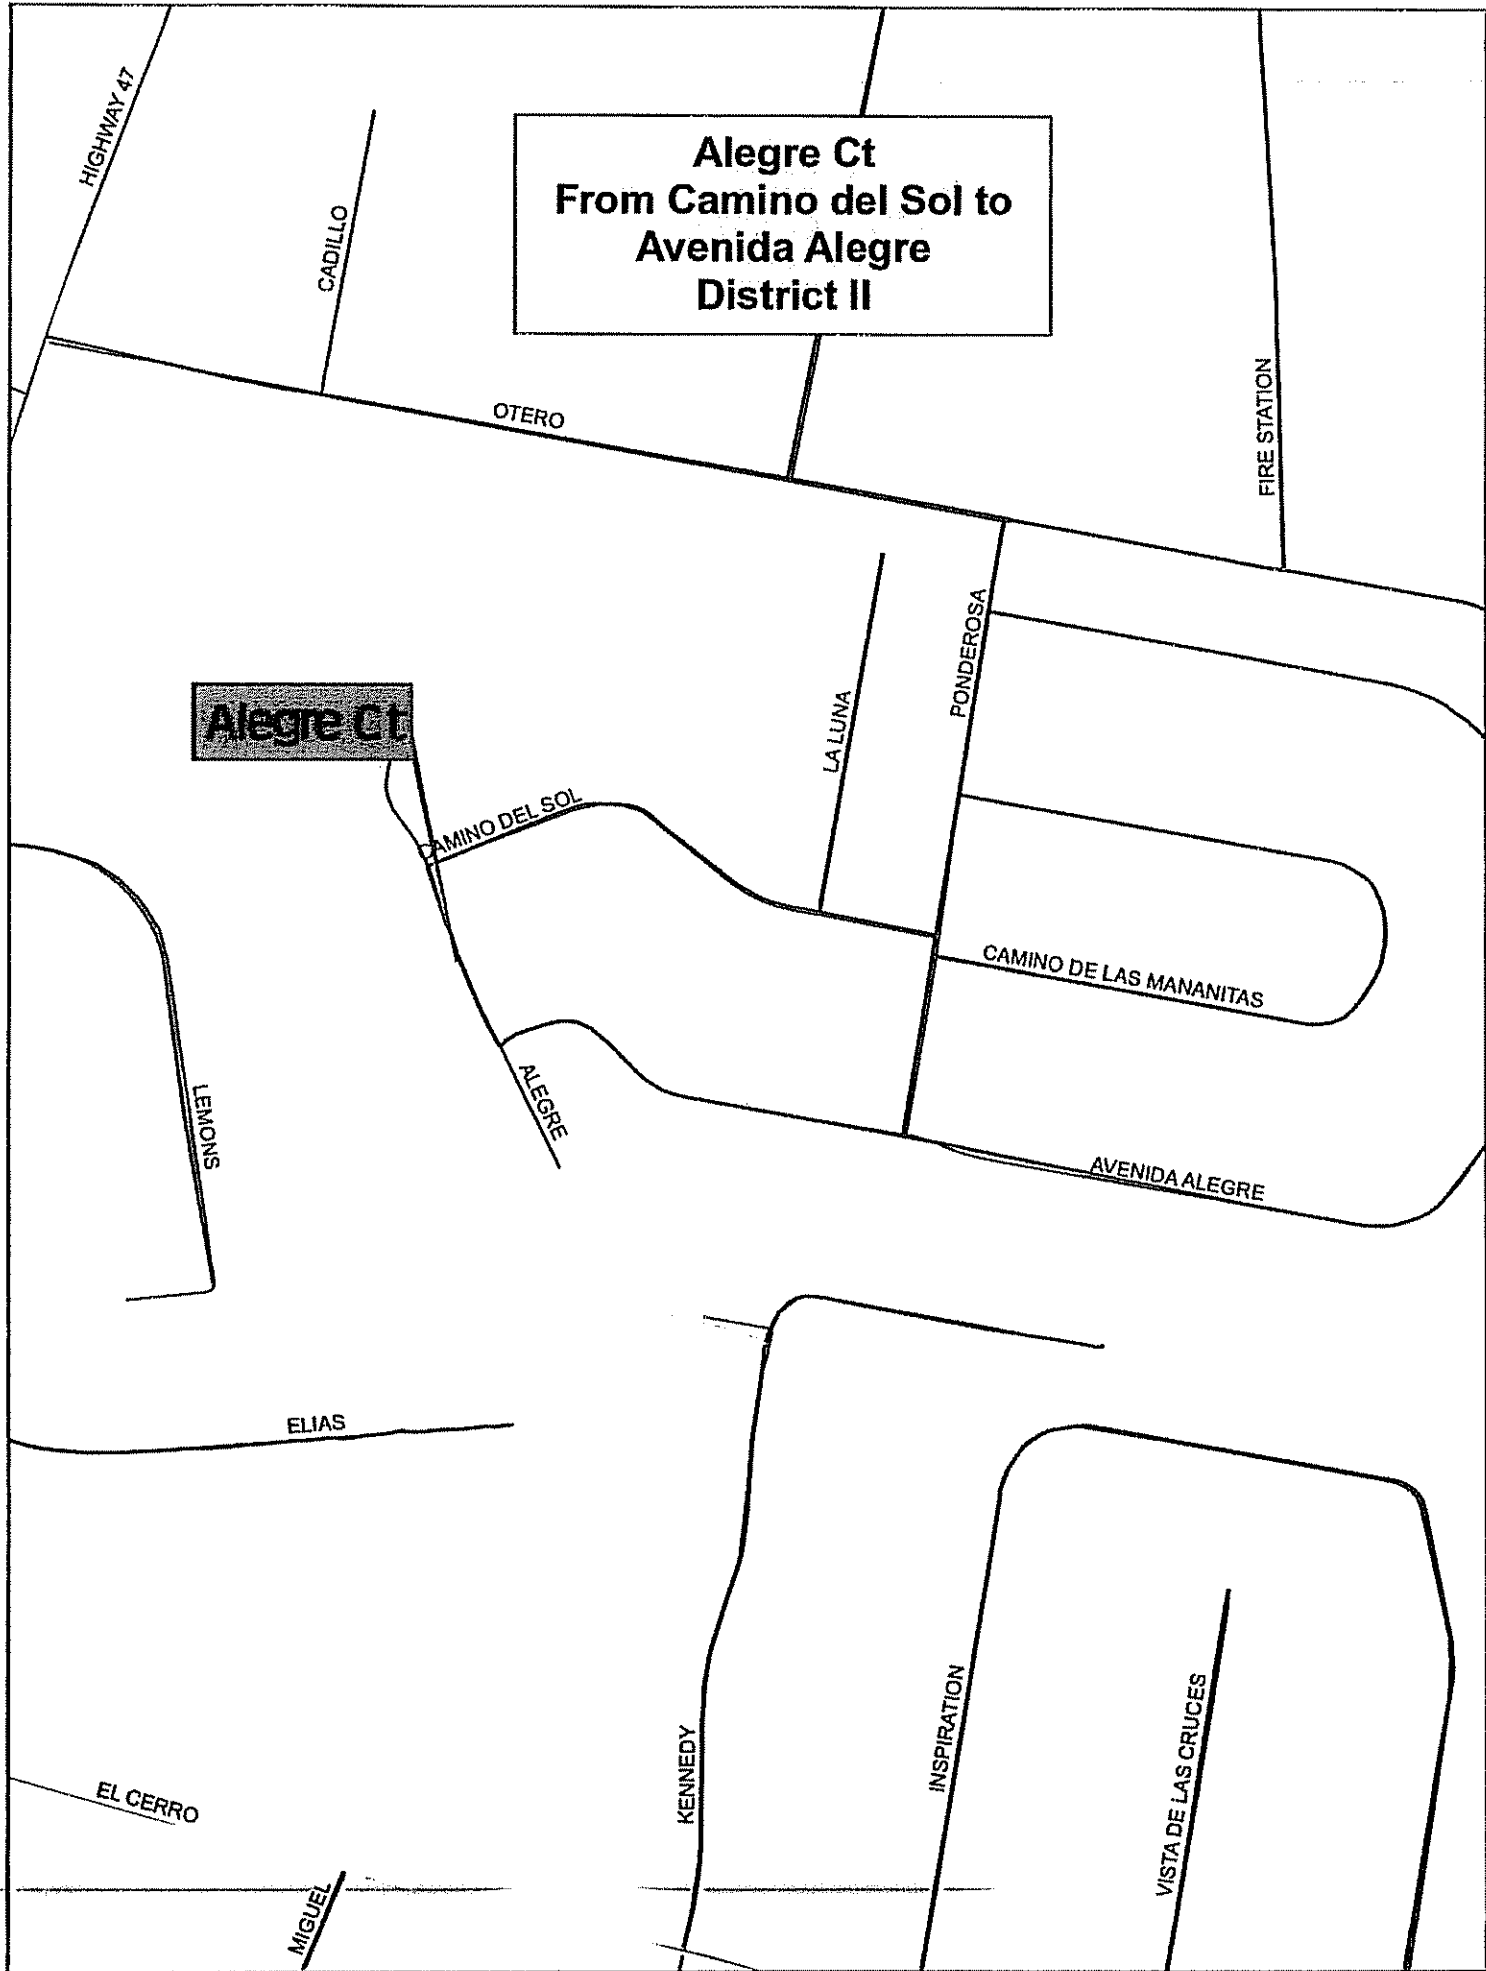 HIGHWAY 47
Alegre Ct
From Camino del Sol to
Avenida Alegre
District II
CADILLO
OTERO
FIRE STATION
PONDEROSA
LA LUNA
Alegre Ct
CAMINO DEL SOL
CAMINO DE LAS MANANITAS
ALEGRE
LEMONS
AVENIDA ALEGRE
ELIAS
INSPIRATION
VISTA DE LAS CRUCES
KENNEDY
EL CERRO
MIGUEL